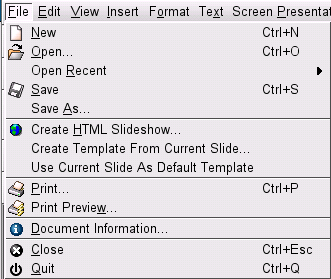 File Edit View Insert Format Text Screen Presentat
New Ctrl+N
Open... Ctrl+O
Open Recent
Save Ctrl+S
Save As...
Create HTML Slideshow...
Create Template From Current Slide...
Use Current Slide As Default Template
Print... Ctrl+P
Print Preview...
Document Information...
Close Ctrl+Esc
Quit Ctrl+Q